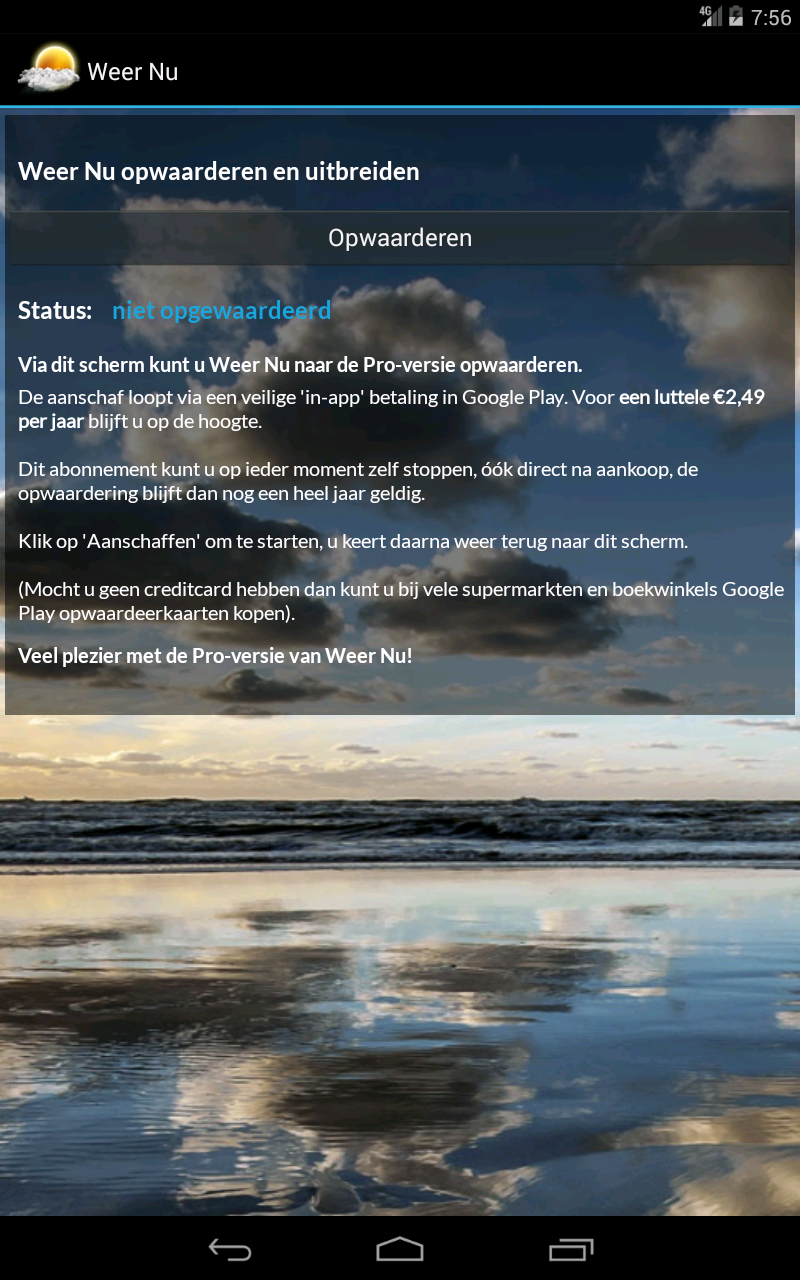 4G 7:56
Weer Nu
Weer Nu opwaarderen en uitbreiden
Opwaarderen
Status: niet opgewaardeerd
Via dit scherm kunt u Weer Nu naar de Pro-versie opwaarderen.
De aanschaf loopt via een veilige 'in-app' betaling in Google Play. Voor een luttele €2,49
per jaar blijft u op de hoogte.
Dit abonnement kunt u op ieder moment zelf stoppen, óók direct na aankoop, de
opwaardering blijft dan nog een heel jaar geldig.
Klik op 'Aanschaffen' om te starten, u keert daarna weer terug naar dit scherm.
(Mocht u geen creditcard hebben dan kunt u bij vele supermarkten en boekwinkels Google
Play opwaardeerkaarten kopen).
Veel plezier met de Pro-versie van Weer Nu!